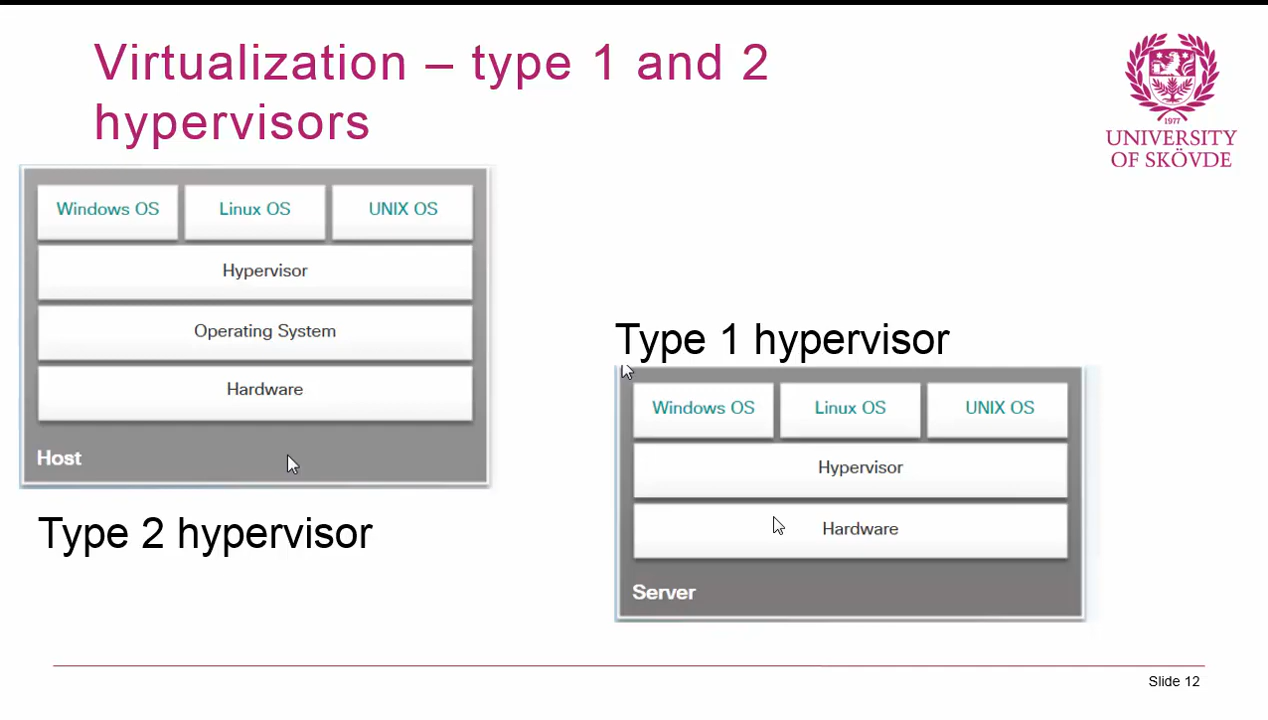 Virtualization – type 1 and 2
hypervisors
1977
UNIVERSITY
OF SKÖVDE
Windows OS
Linux OS
UNIX OS
Hypervisor
Operating System
Hardware
Host
Type 2 hypervisor
Type 1 hypervisor
Windows OS
Linux OS
UNIX OS
Hypervisor
Hardware
Server
Slide 12